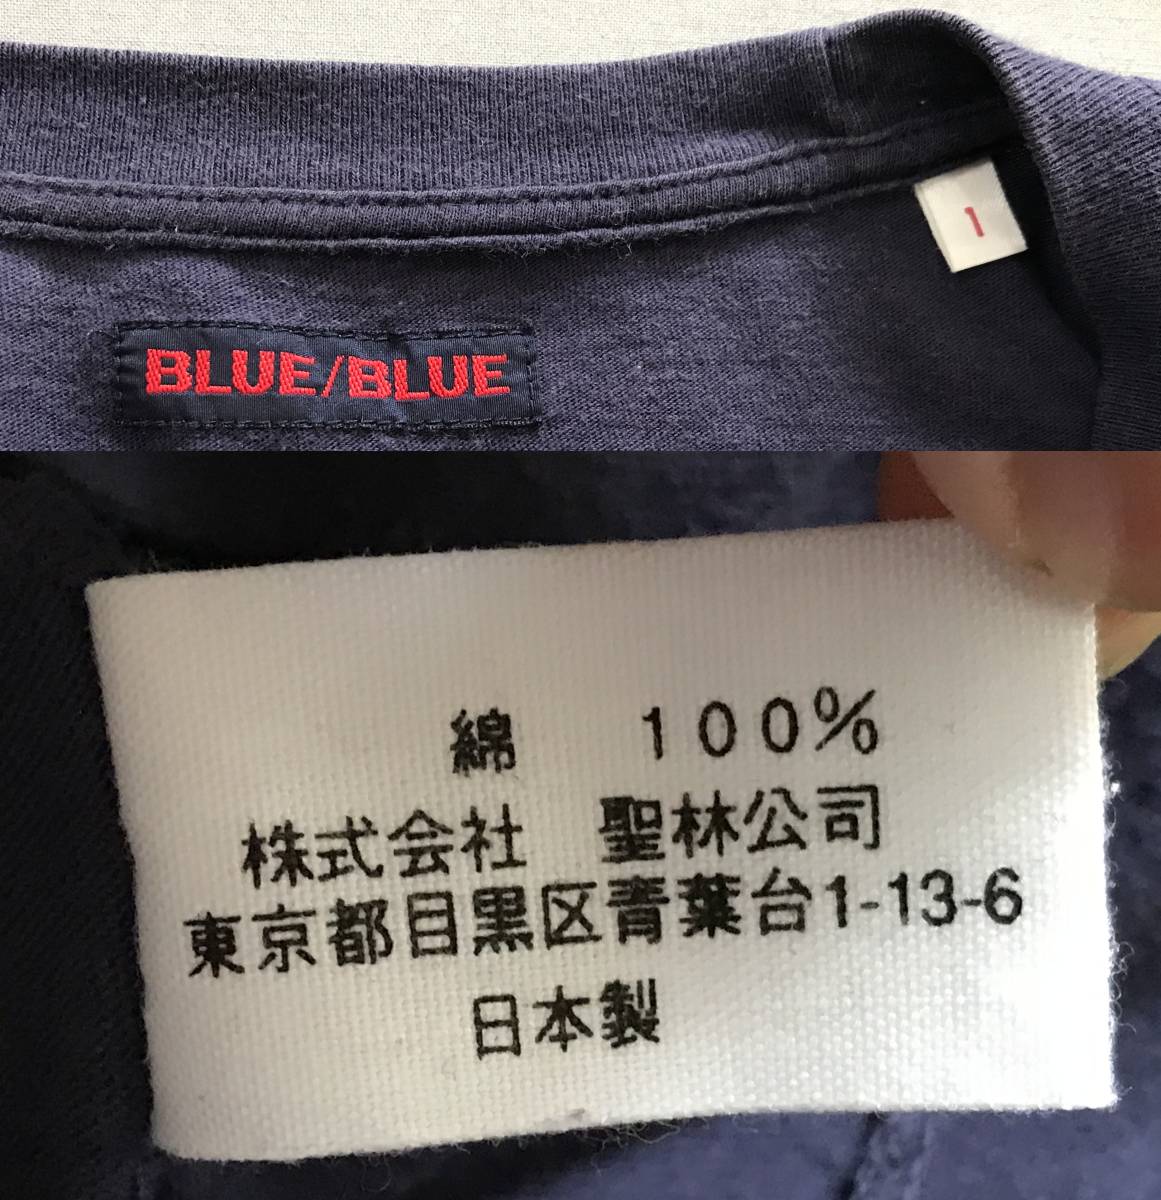 1
BLUE/BLUE
綿 100%
株式会社 聖林公司
東京都目黒区青葉台1-13-6
日本製